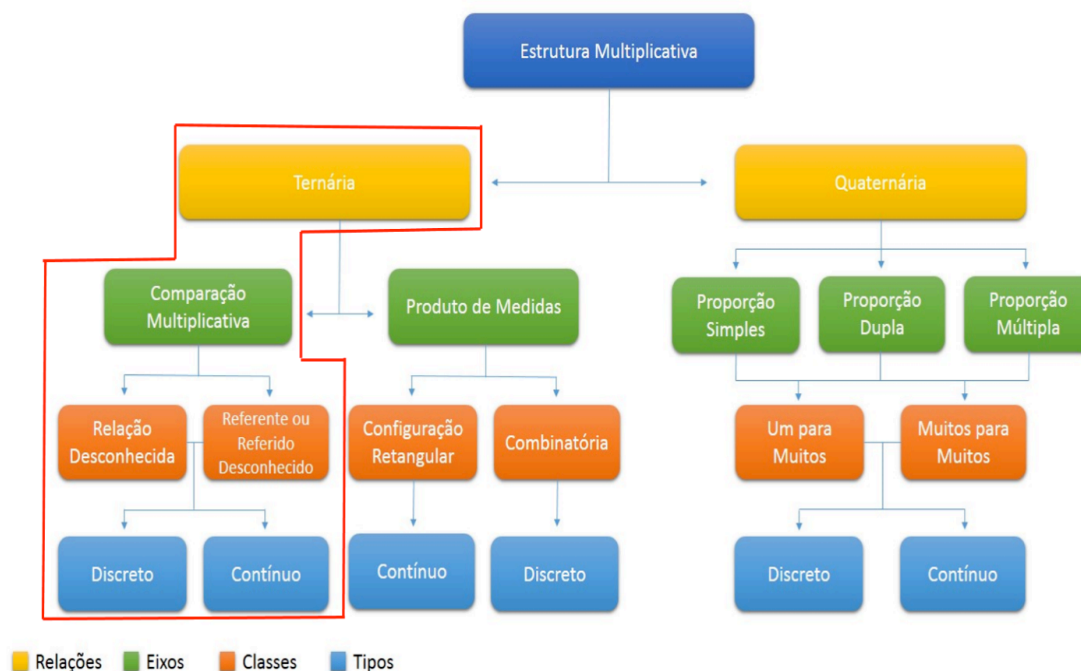 Estrutura Multiplicativa
Ternária
Quaternária
Comparação
Multiplicativa
Produto de Medidas
Proporção
Simples
Proporção
Dupla
Proporção
Múltipla
Relação
Desconhecida
Referente ou
Referido
Desconhecido
Configuração
Retangular
Combinatória
Um para
Muitos
Muitos para
Muitos
Discreto
Contínuo
Contínuo
Discreto
Discreto
Contínuo
Relações
Eixos
Classes
Tipos